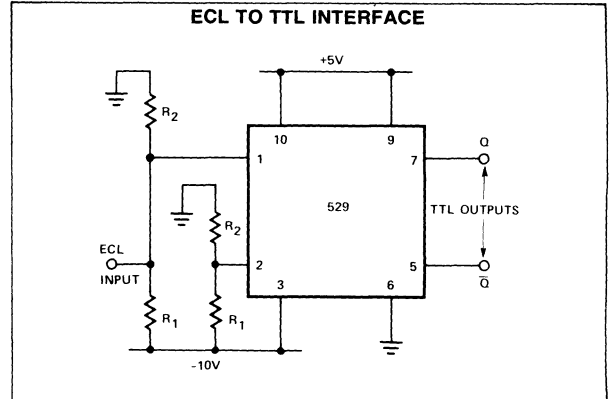 ECL TO TTL INTERFACE
+5V
R2
10
9
1
7
Q
529
TTL OUTPUTS
R2
ECL
INPUT
2
5
Q̅
3
6
R1
R1
-10V